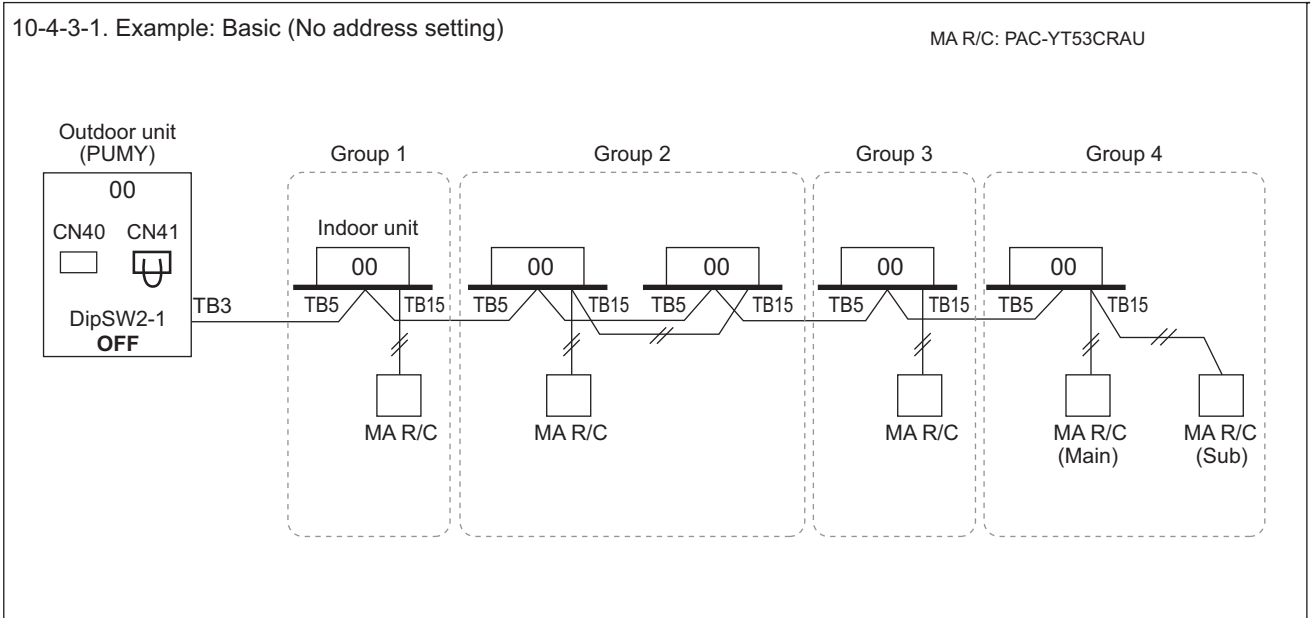 10-4-3-1. Example: Basic (No address setting)
MA R/C: PAC-YT53CRAU
Outdoor unit
(PUMY)
Group 1
Group 2
Group 3
Group 4
00
CN40
CN41
Indoor unit
00
00
00
00
00
TB3
TB5
TB15
TB5
TB15
TB5
TB15
TB5
TB15
TB5
TB15
DipSW2-1
OFF
MA R/C
MA R/C
MA R/C
MA R/C
(Main)
MA R/C
(Sub)